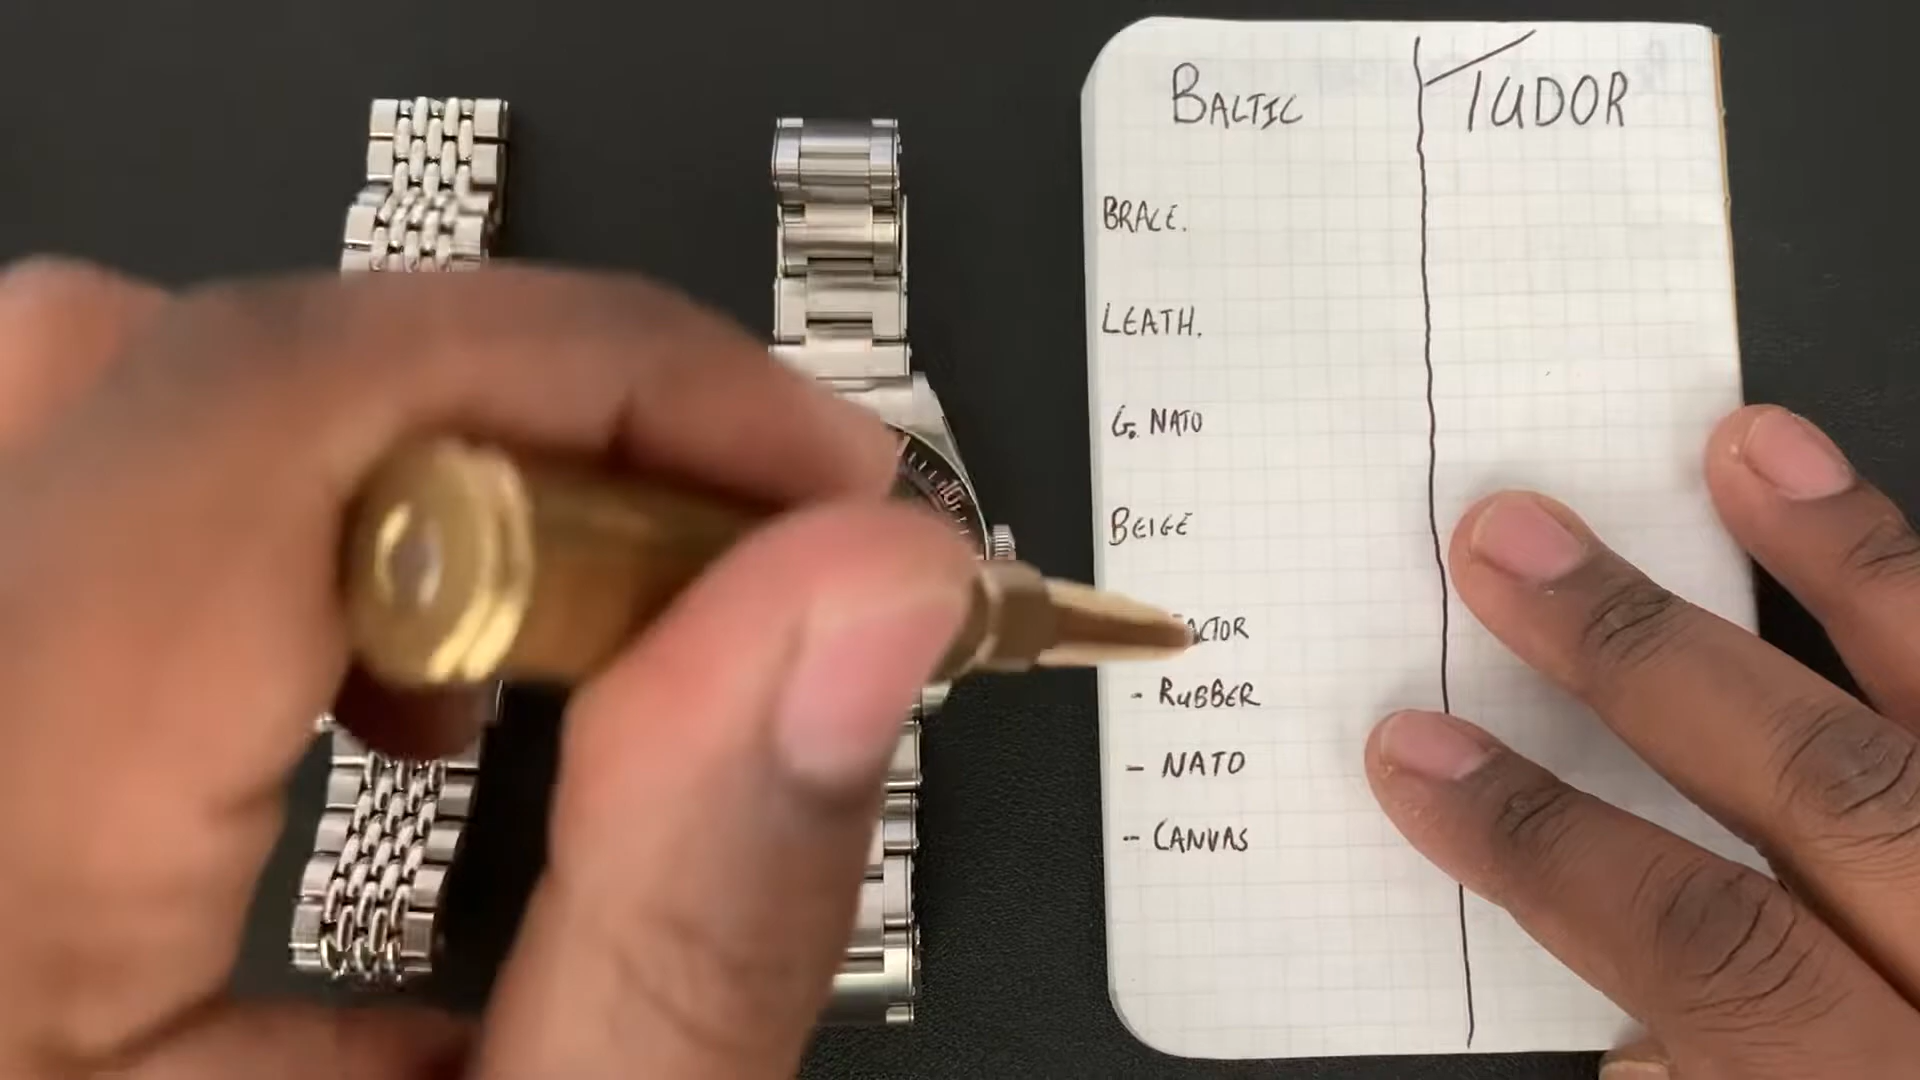 BALTIC TUDOR
BRACE.
LEATH.
G. NATO
BEIGE
- RUBBER
- NATO
- CANVAS